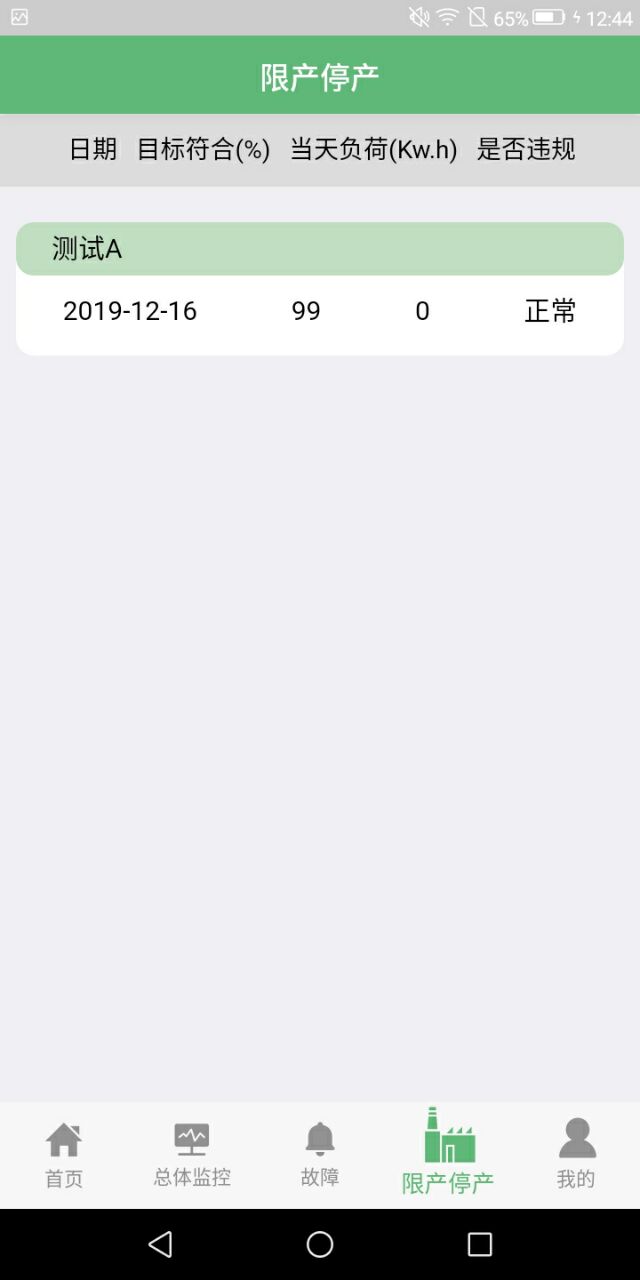 65% 12:44
限产停产
日期 目标符合(%) 当天负荷(Kw.h) 是否违规
测试A
2019-12-16 99 0 正常
首页 总体监控 故障 限产停产 我的